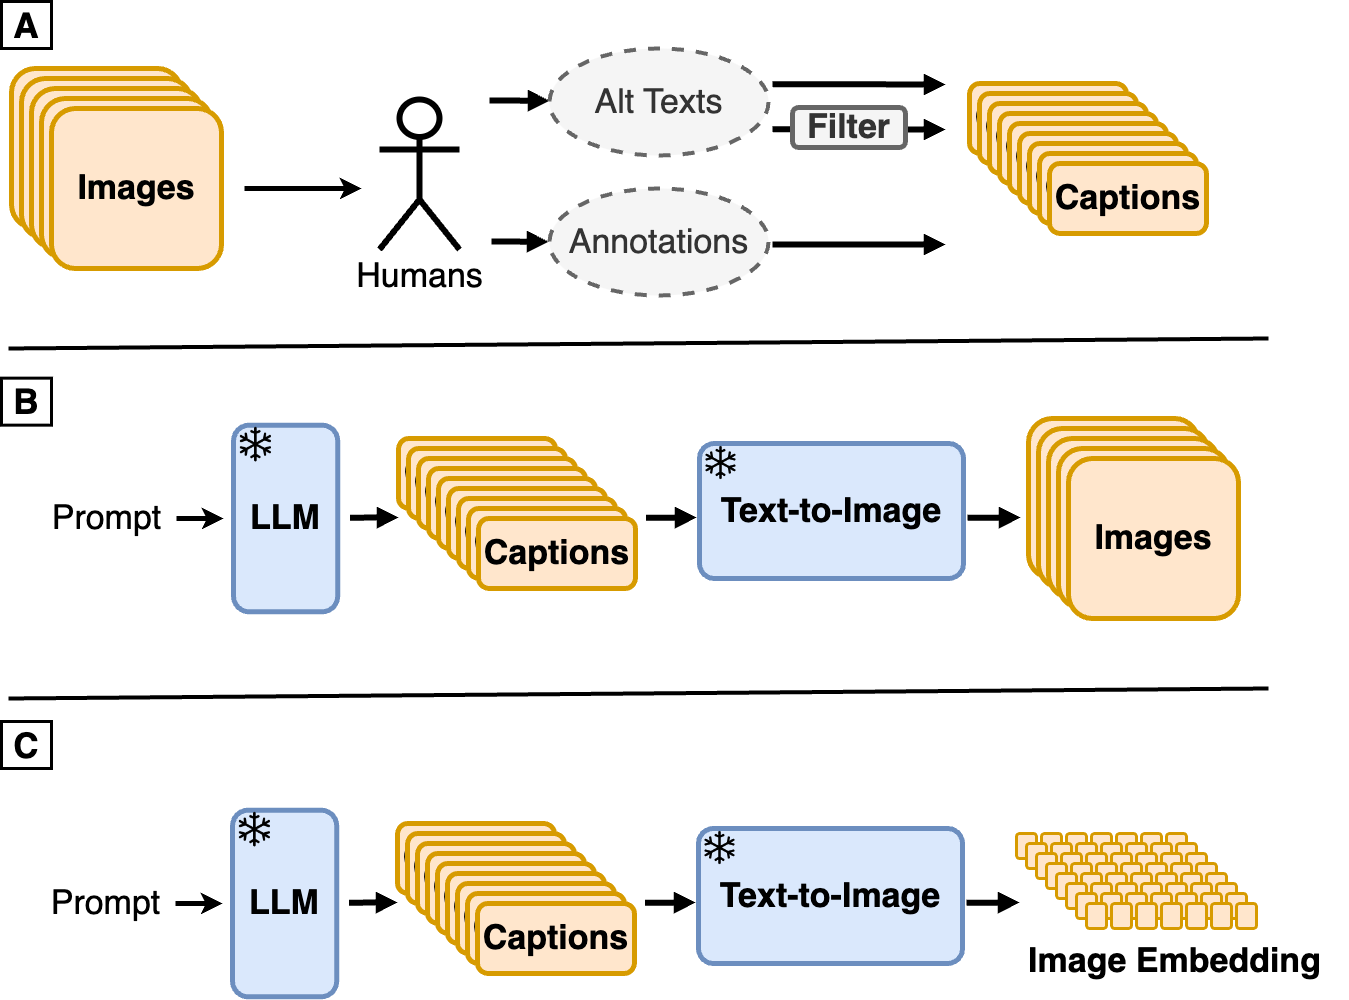 A
Images
Humans
Alt Texts
Filter
Annotations
Captions
B
Prompt
LLM
Captions
Text-to-Image
Images
C
Prompt
LLM
Captions
Text-to-Image
Image Embedding